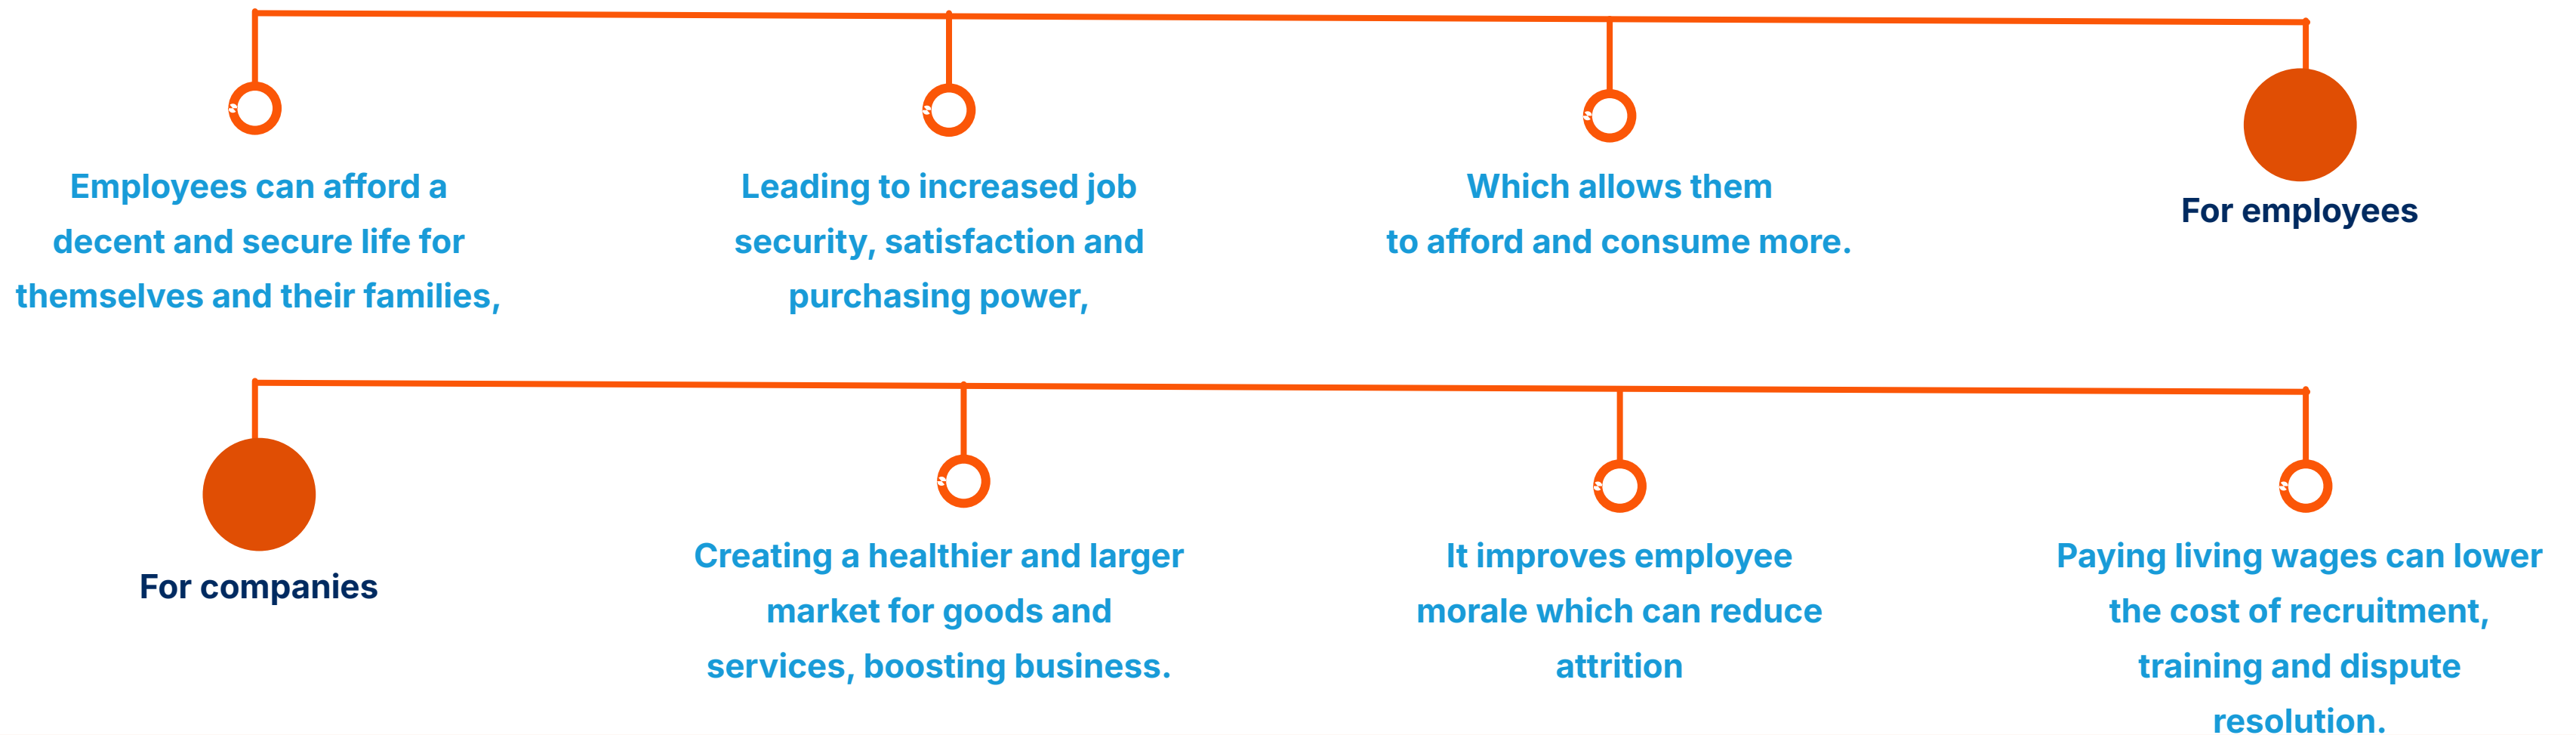 Employees can afford a
decent and secure life for
themselves and their families,
Leading to increased job
security, satisfaction and
purchasing power,
Which allows them
to afford and consume more.
For employees
For companies
Creating a healthier and larger
market for goods and
services, boosting business.
It improves employee
morale which can reduce
attrition
Paying living wages can lower
the cost of recruitment,
training and dispute
resolution.